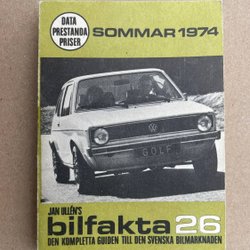 DATA
PRESTANDA
PRISER
SOMMAR 1974
GOLF
JAN ULLÉN'S
bilfakta 26
DEN KOMPLETTA GUIDEN TILL DEN SVENSKA BILMARKNADEN